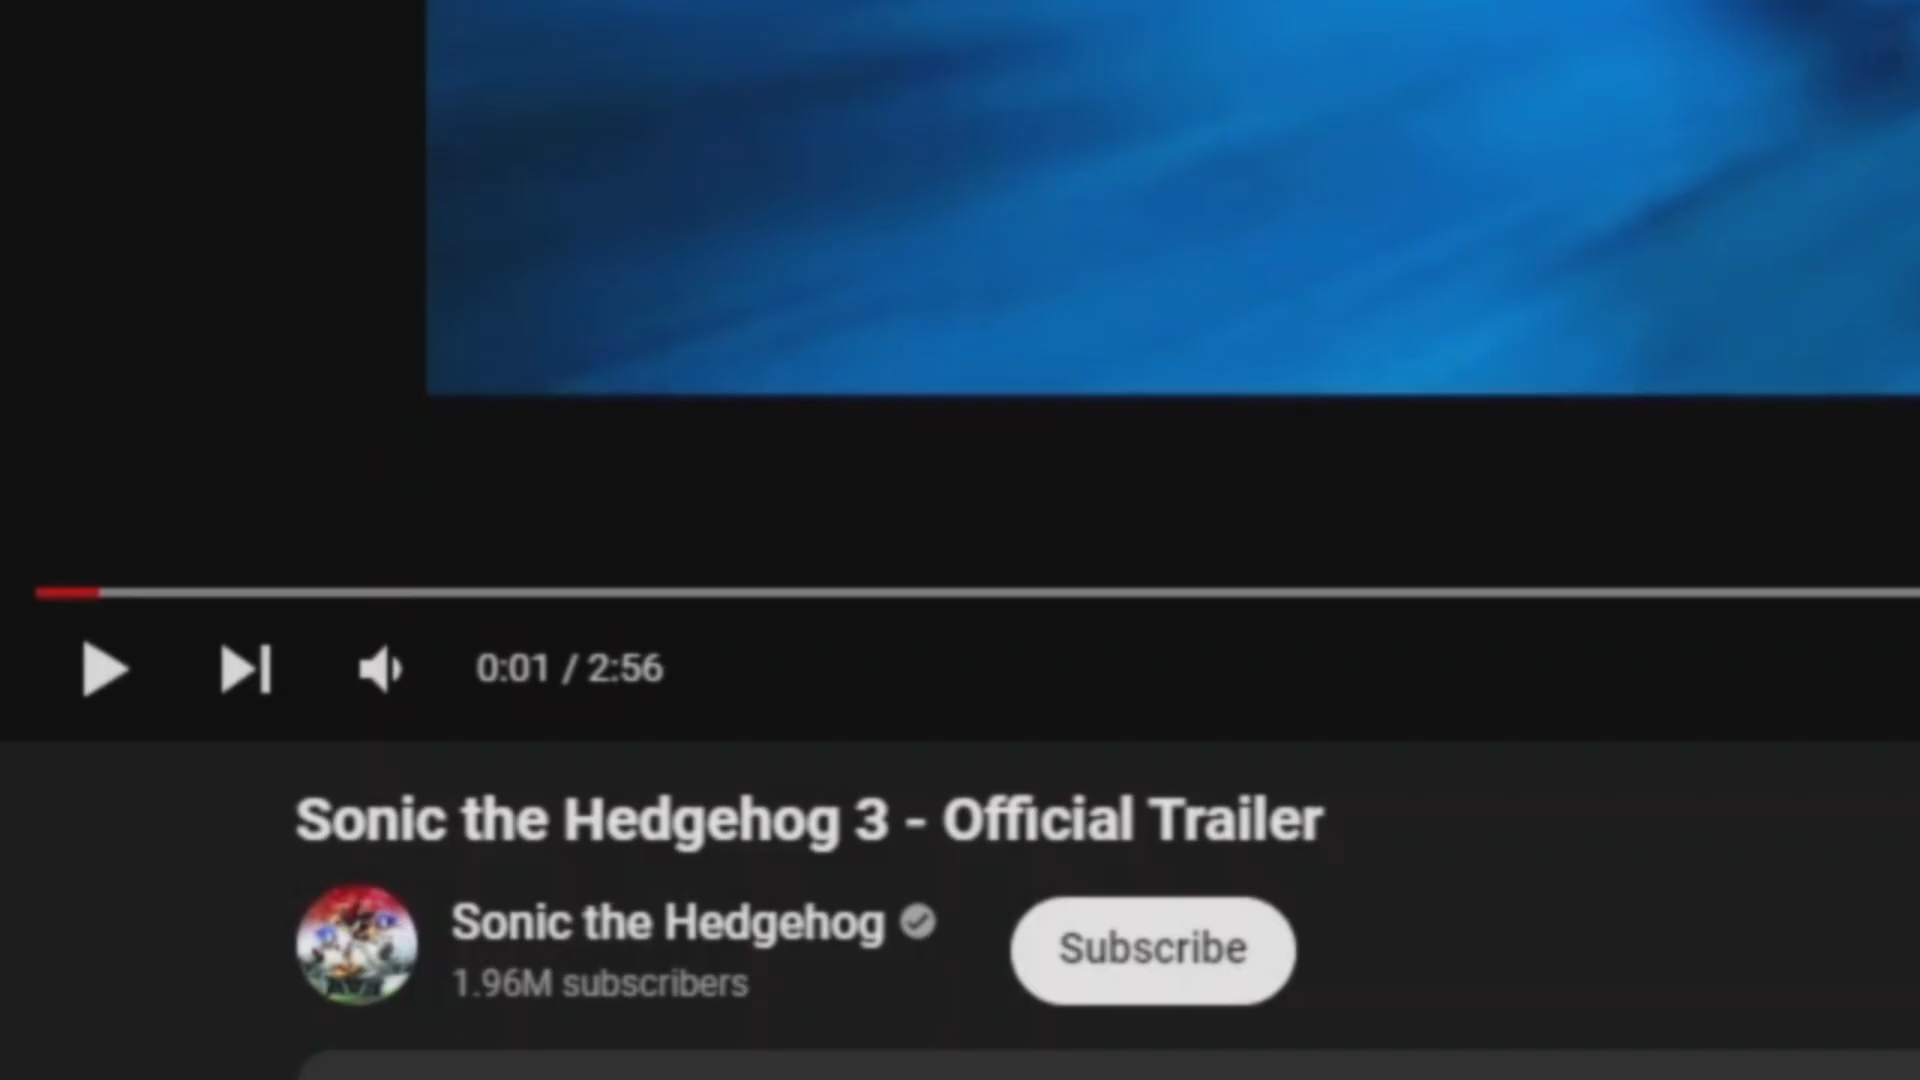 0:01 / 2:56
Sonic the Hedgehog 3 - Official Trailer
Sonic the Hedgehog
Subscribe
1.96M subscribers